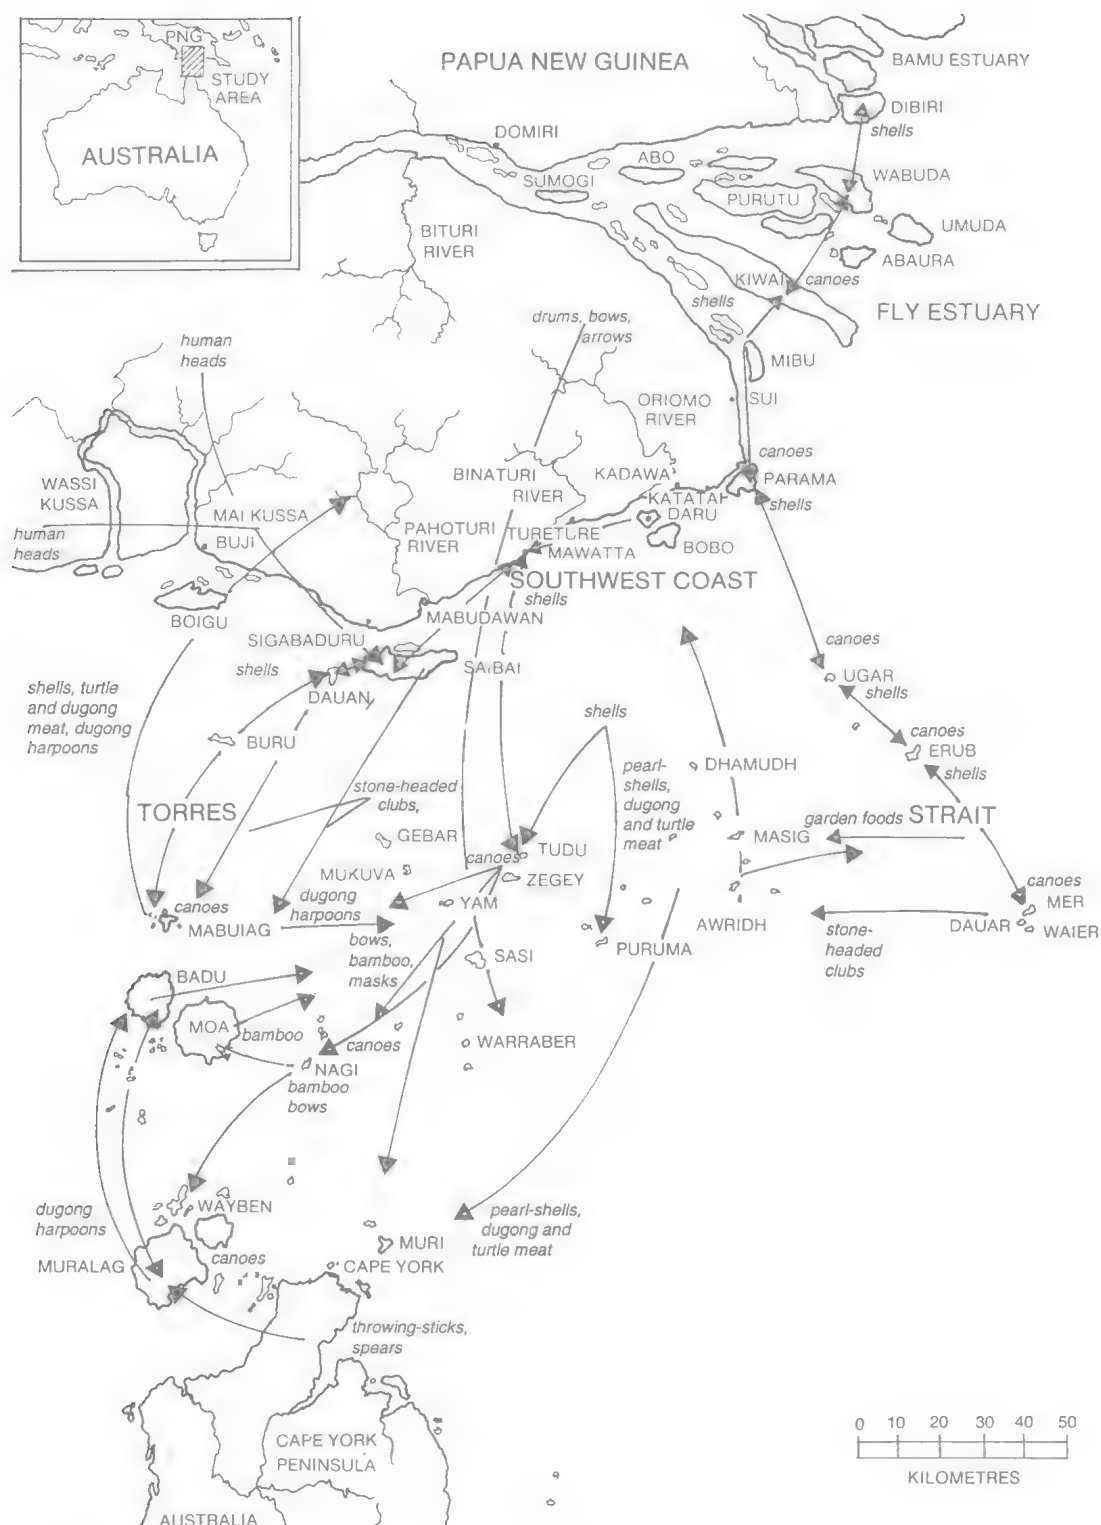 PNG
STUDY
AREA
AUSTRALIA
PAPUA NEW GUINEA
BAMU ESTUARY
DIBIRI
shells
DOMIRI
ABO
SUMOGI
PURUTU
WABUDA
UMUDA
ABAURA
BITURI
RIVER
KIWAI
canoes
shells
FLY ESTUARY
drums, bows,
arrows
human
heads
MIBU
ORIOMO
RIVER
SUI
canoes
PARAMA
shells
BINATURI
RIVER
KADAWA
KATATAI
DARU
BOBO
WASSI
KUSSA
MAI KUSSA
BUJI
human
heads
PAHOTURI
RIVER
TURETURE
MAWATTA
SOUTHWEST COAST
shells
BOIGU
MABUDAWAN
SIGABADURU
shells
SAIBAI
DAUAN
canoes
UGAR
shells
shells, turtle
and dugong
meat, dugong
harpoons
BURU
shells
canoes
ERUB
shells
pearl-
shells,
dugong
and turtle
meat
DHAMUDH
TORRES
stone-headed
clubs,
GEBAR
MASIG
garden foods
STRAIT
canoes
TUDU
ZEGEY
MUKUVA
dugong
harpoons
YAM
canoes
MABUIAG
bows,
bamboo,
masks
PURUMA
AWRIDH
stone-
headed
clubs
canoes
MER
DAUAR
WAIER
SASI
BADU
MOA
bamboo
canoes
WARRABER
NAGI
bamboo
bows
dugong
harpoons
WAYBEN
pearl-shells,
dugong and
turtle meat
MURALAG
canoes
MURI
CAPE YORK
throwing-sticks,
spears
CAPE YORK
PENINSULA
AUSTRALIA
0 10 20 30 40 50
KILOMETRES